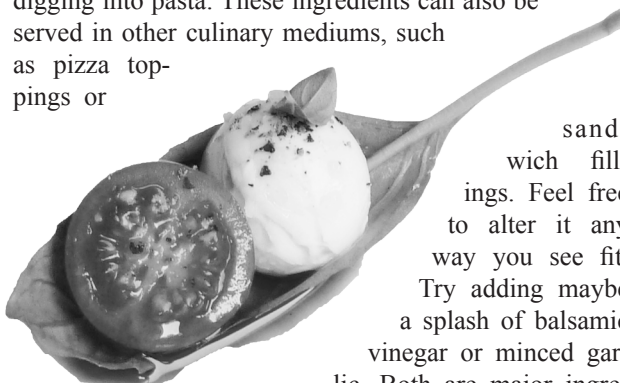 digging into pasta. These ingredients can also be
served in other culinary mediums, such
as pizza top-
pings or
sand
wich fill
ings. Feel free
to alter it any
way you see fit
Try adding maybe
a splash of balsamic
vinegar or minced gar
lic. Both are major ingre